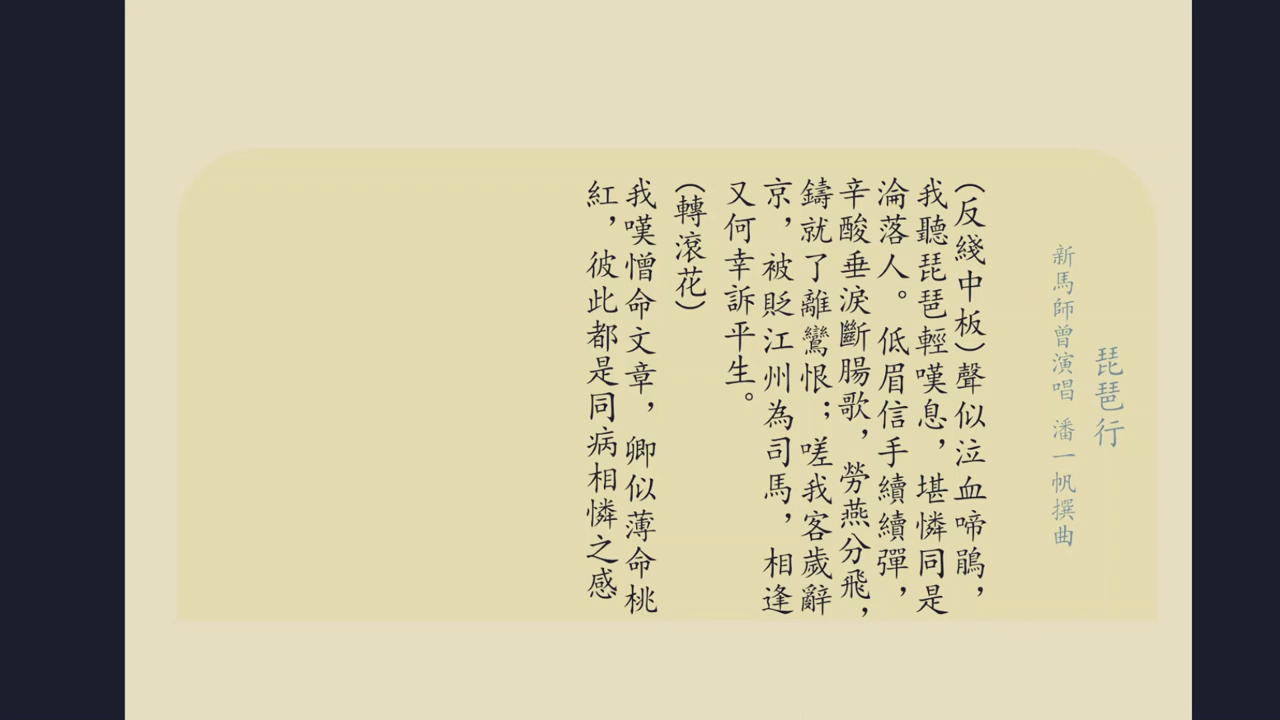 琵琶行
新馬師曾演唱 潘一帆撰曲
(反綫中板)聲似泣血啼鵑，
我聽琵琶輕嘆息，堪憐同是
淪落人。低眉信手續續彈，
辛酸垂淚斷腸歌，勞燕分飛，
鑄就了離鸞恨；嗟我客歲辭
京，被貶江州為司馬，相逢
又何幸訴平生。
(轉滾花)
我嘆憎命文章，卿似薄命桃
紅，彼此都是同病相憐之感